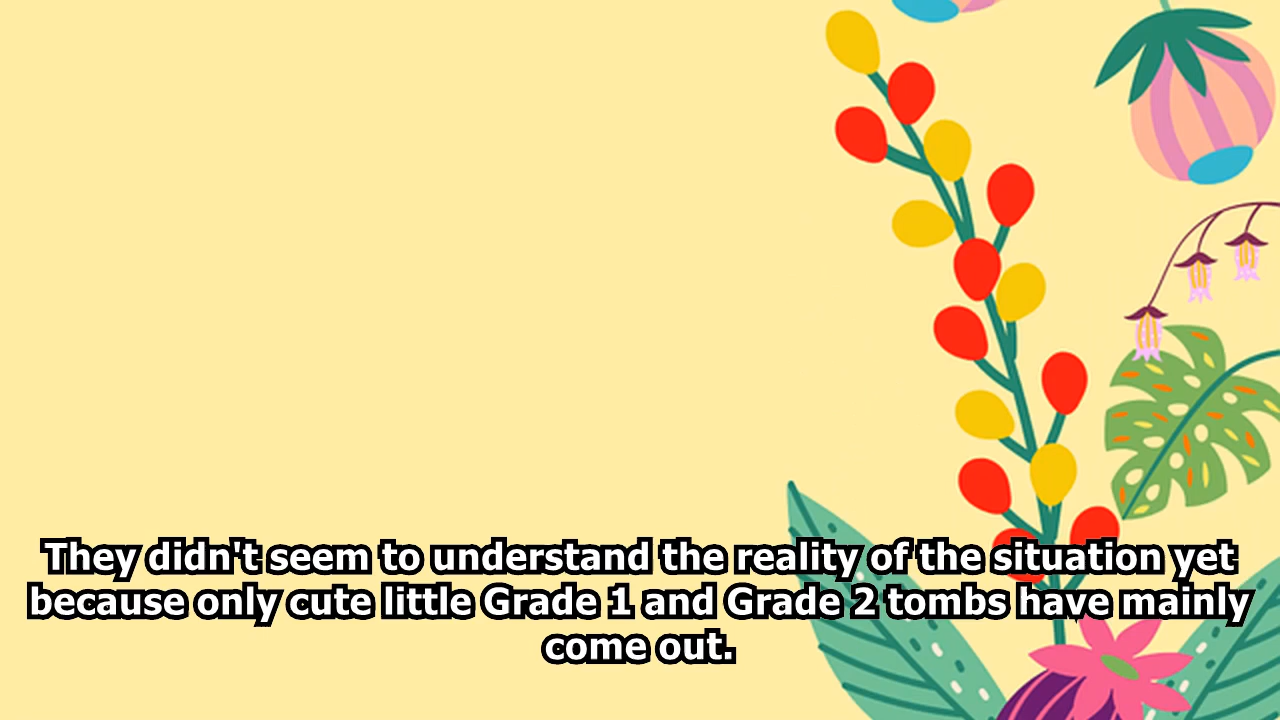 They didn't seem to understand the reality of the situation yet
because only cute little Grade 1 and Grade 2 tombs have mainly
come out.